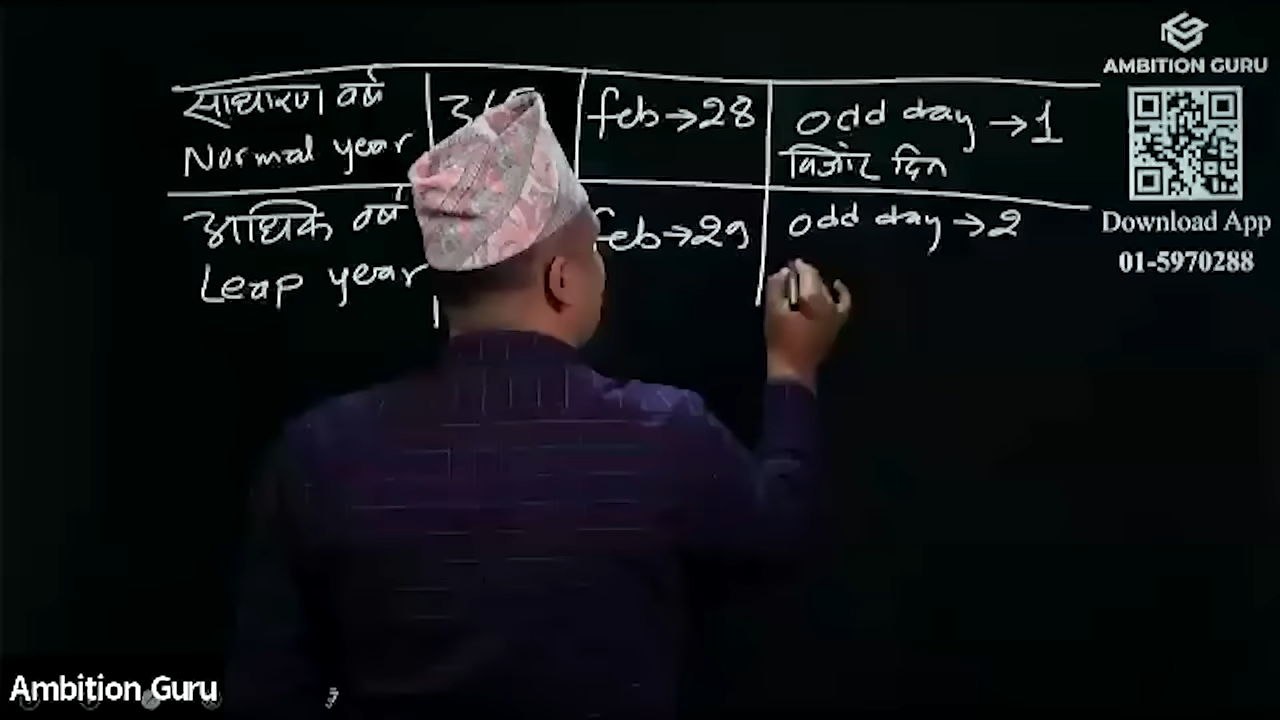 साधारण वर्ष
Normal year
feb→28
odd day →1
विजोर दिन
अधिक वर्ष
Leap year
feb→29
odd day →2
AMBITION GURU
Download App
01-5970288
Ambition Guru